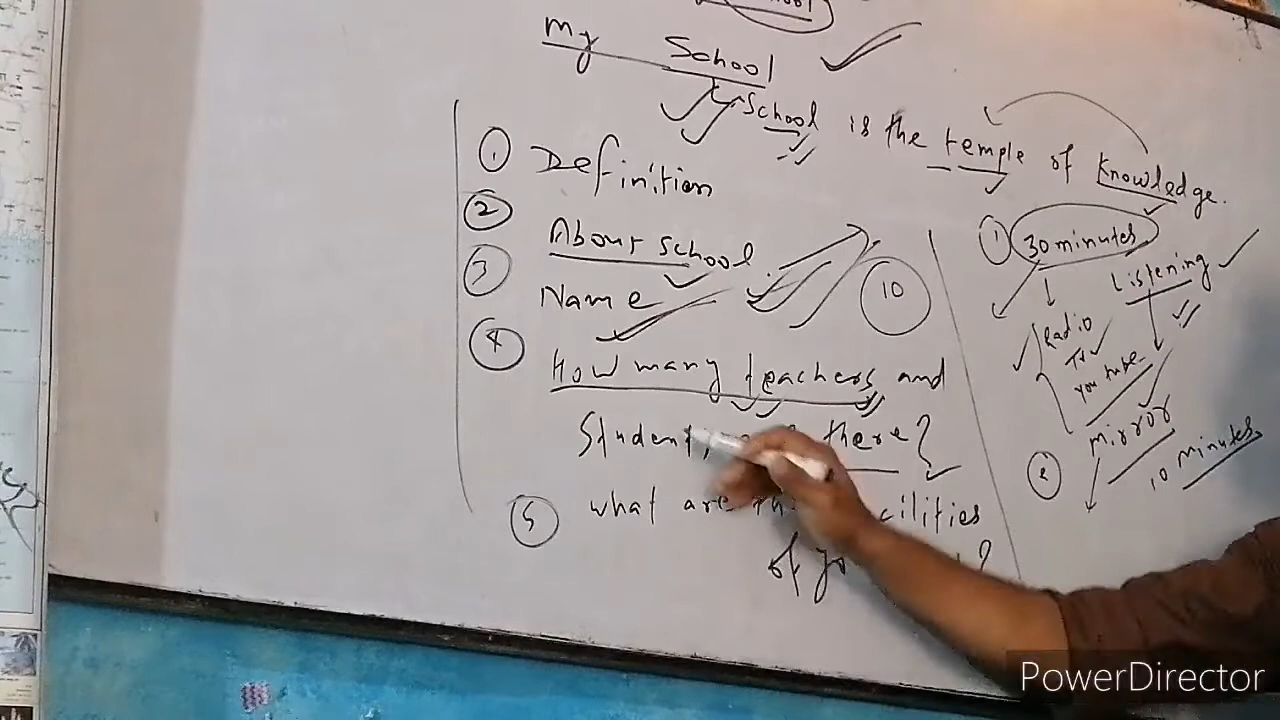 My School
School is the temple of Knowledge.
① Definition
② About School.
③ Name
④ How many teachers and
Students there?
⑤ what are
of
10
① 30 minutes
Listening
Radio
TV
You tube
② mirror
10 minutes
PowerDirector